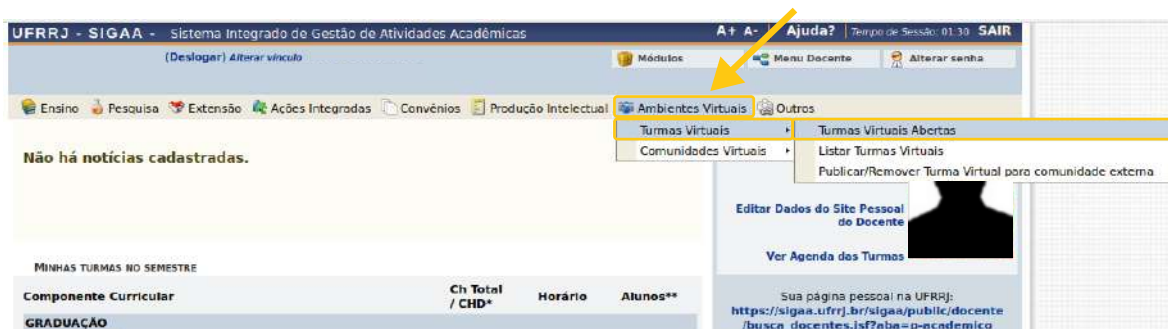 UFRRJ - SIGAA - Sistema Integrado de Gestão de Atividades Acadêmicas A+ A- Ajuda? Tempo de Sessão: 01:30 SAIR
(Deslogar) Alterar vínculo Módulos Menu Docente Alterar senha
Ensino Pesquisa Extensão Ações Integradas Convênios Produção Intelectual Ambientes Virtuais Outros
Turmas Virtuais Turmas Virtuais Abertas
Comunidades Virtuais Listar Turmas Virtuais
Publicar/Remover Turma Virtual para comunidade externa
Não há notícias cadastradas.
Editar Dados do Site Pessoal
do Docente
Ver Agenda das Turmas
MINHAS TURMAS NO SEMESTRE
Componente Curricular Ch Total / CHD* Horário Alunos**
GRADUAÇÃO
Sua página pessoal na UFRRJ:
https://sigaa.ufrrj.br/sigaa/public/docente
/busca_docentes.jsf?aba=p-academico